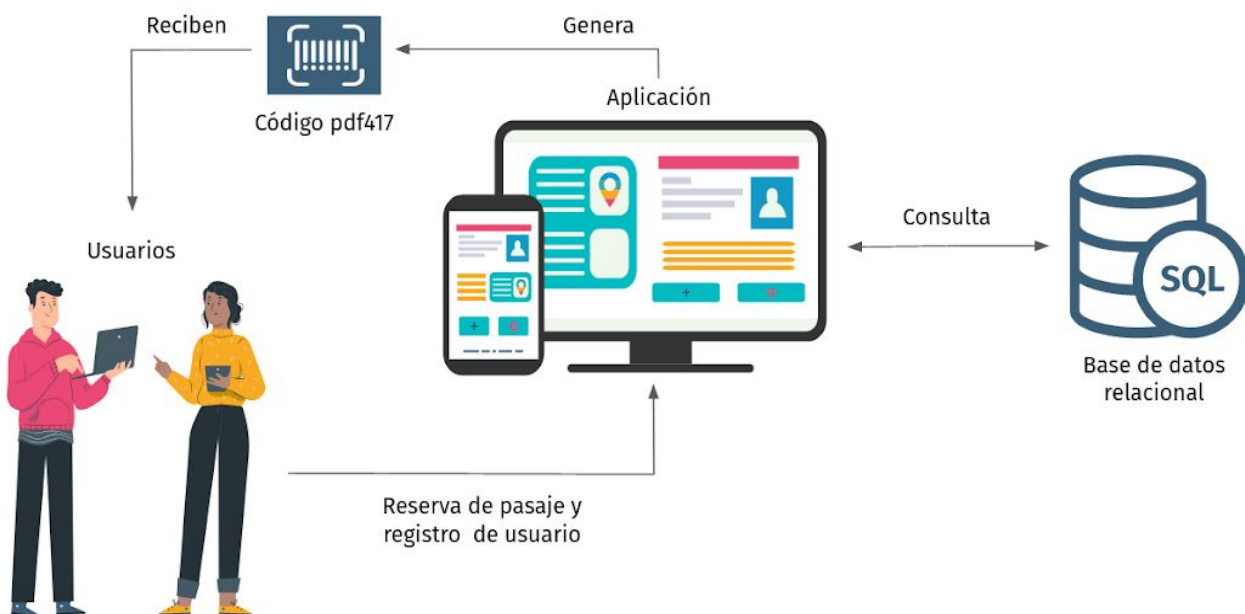 Reciben
Genera
Código pdf417
Aplicación
Usuarios
Consulta
SQL
Base de datos
relacional
Reserva de pasaje y
registro de usuario